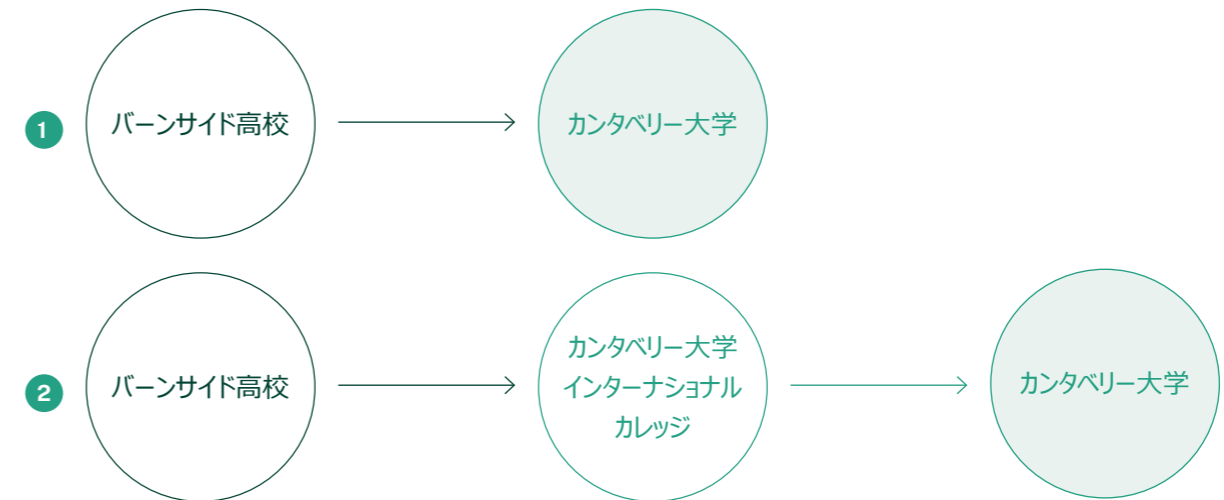 1
バーンサイド高校
カンタベリー大学
2
バーンサイド高校
カンタベリー大学
インターナショナル
カレッジ
カンタベリー大学